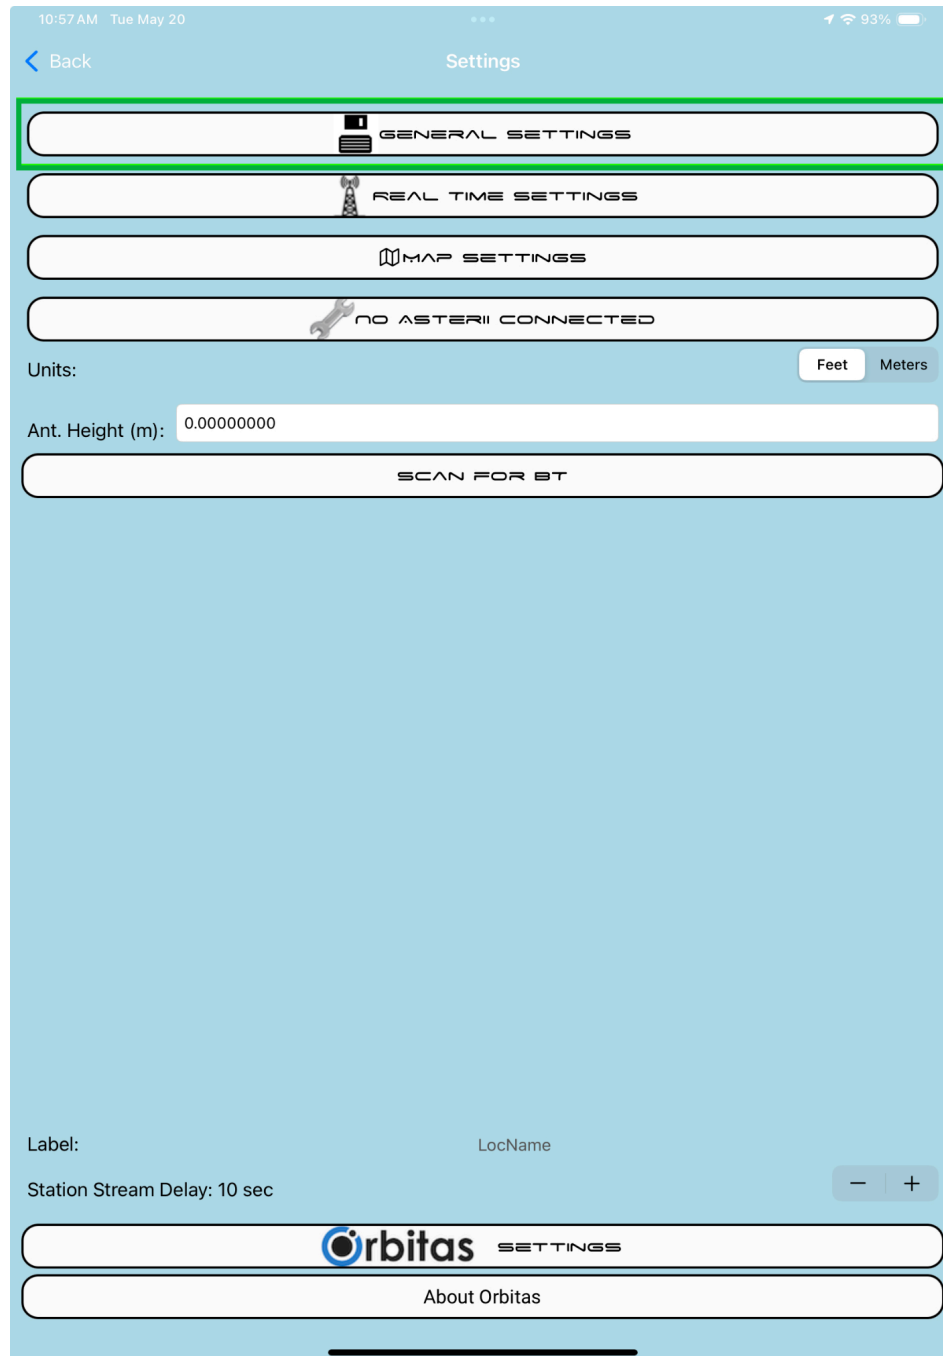 10:57 AM Tue May 20 93%
Back Settings
GENERAL SETTINGS
REAL TIME SETTINGS
MAP SETTINGS
NO ASTERII CONNECTED
Units: Feet Meters
Ant. Height (m): 0.00000000
SCAN FOR BT
Label: LocName
Station Stream Delay: 10 sec − +
Orbitas SETTINGS
About Orbitas